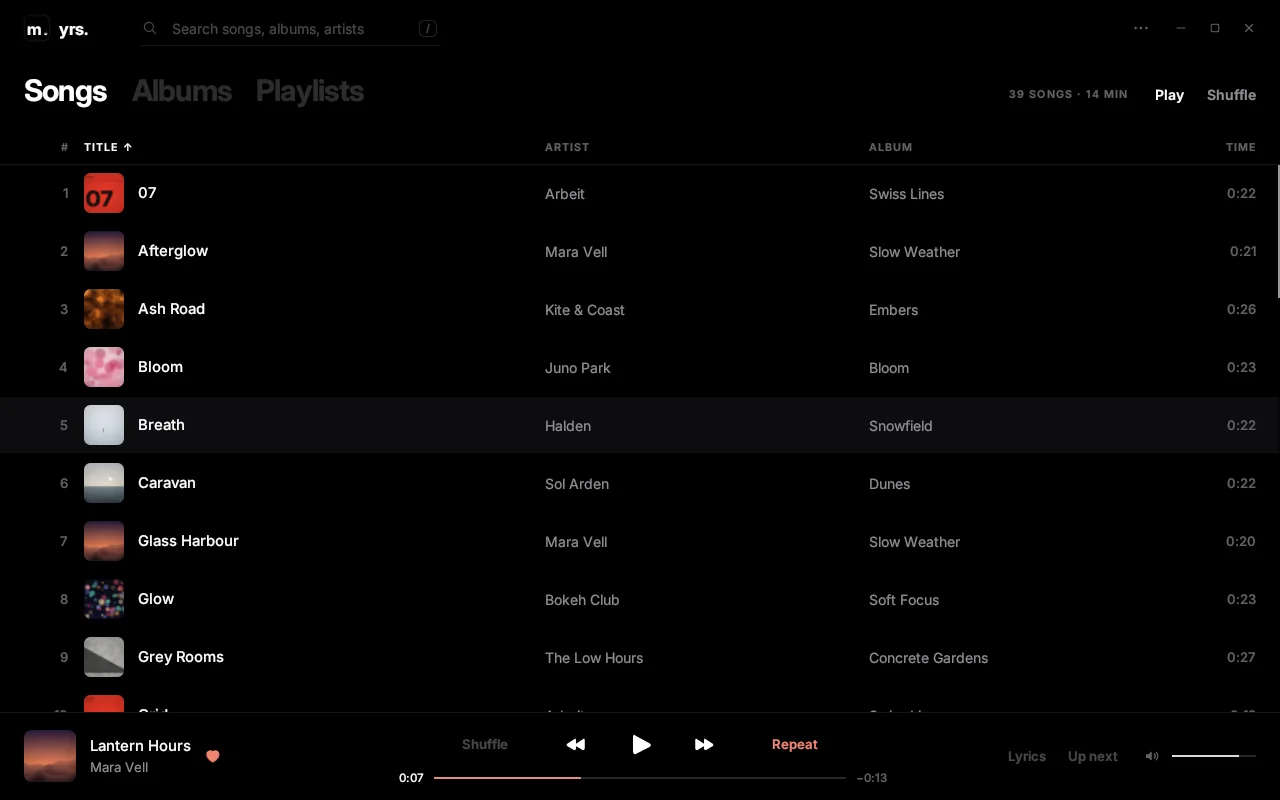 m. yrs.
Search songs, albums, artists /
Songs Albums Playlists
39 SONGS · 14 MIN Play Shuffle
# TITLE ↑ ARTIST ALBUM TIME
1 07 07 Arbeit Swiss Lines 0:22
2 Afterglow Mara Vell Slow Weather 0:21
3 Ash Road Kite & Coast Embers 0:26
4 Bloom Juno Park Bloom 0:23
5 Breath Halden Snowfield 0:22
6 Caravan Sol Arden Dunes 0:22
7 Glass Harbour Mara Vell Slow Weather 0:20
8 Glow Bokeh Club Soft Focus 0:23
9 Grey Rooms The Low Hours Concrete Gardens 0:27
Lantern Hours
Mara Vell
Shuffle Repeat
0:07 −0:13
Lyrics Up next